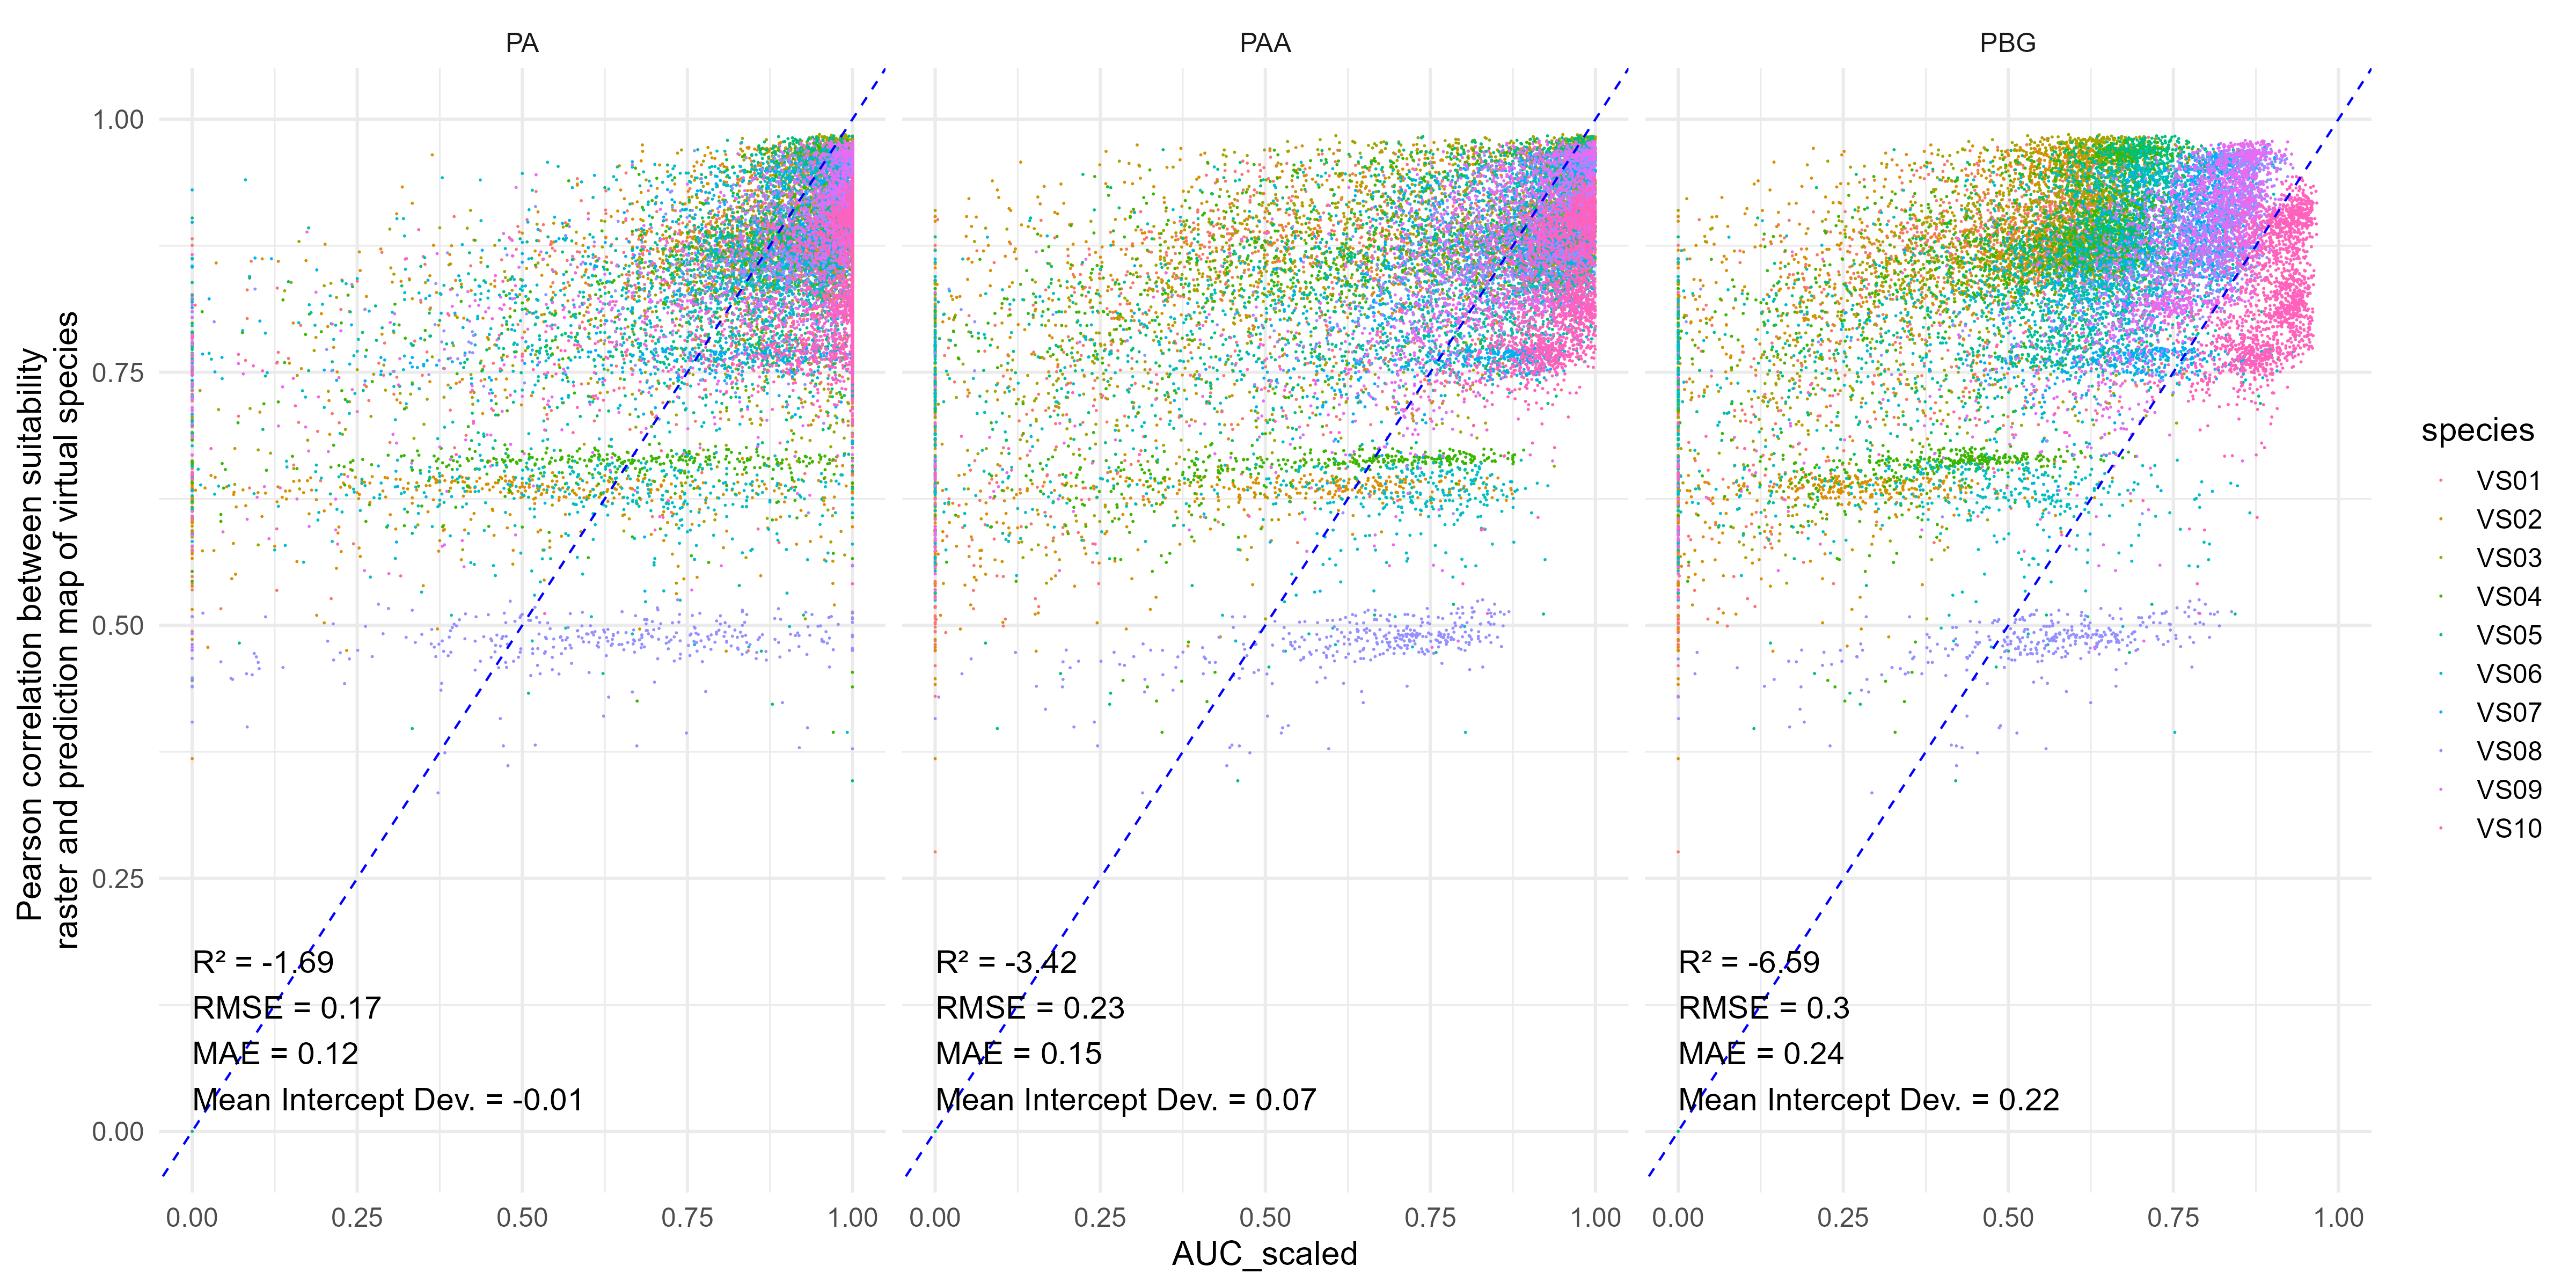 PA
PAA
PBG
Pearson correlation between suitability
raster and prediction map of virtual species
1.00
0.75
0.50
0.25
0.00
R² = -1.69
RMSE = 0.17
MAE = 0.12
Mean Intercept Dev. = -0.01
R² = -3.42
RMSE = 0.23
MAE = 0.15
Mean Intercept Dev. = 0.07
R² = -6.59
RMSE = 0.3
MAE = 0.24
Mean Intercept Dev. = 0.22
0.00 0.25 0.50 0.75 1.00
0.00 0.25 0.50 0.75 1.00
0.00 0.25 0.50 0.75 1.00
AUC_scaled
species
VS01
VS02
VS03
VS04
VS05
VS06
VS07
VS08
VS09
VS10